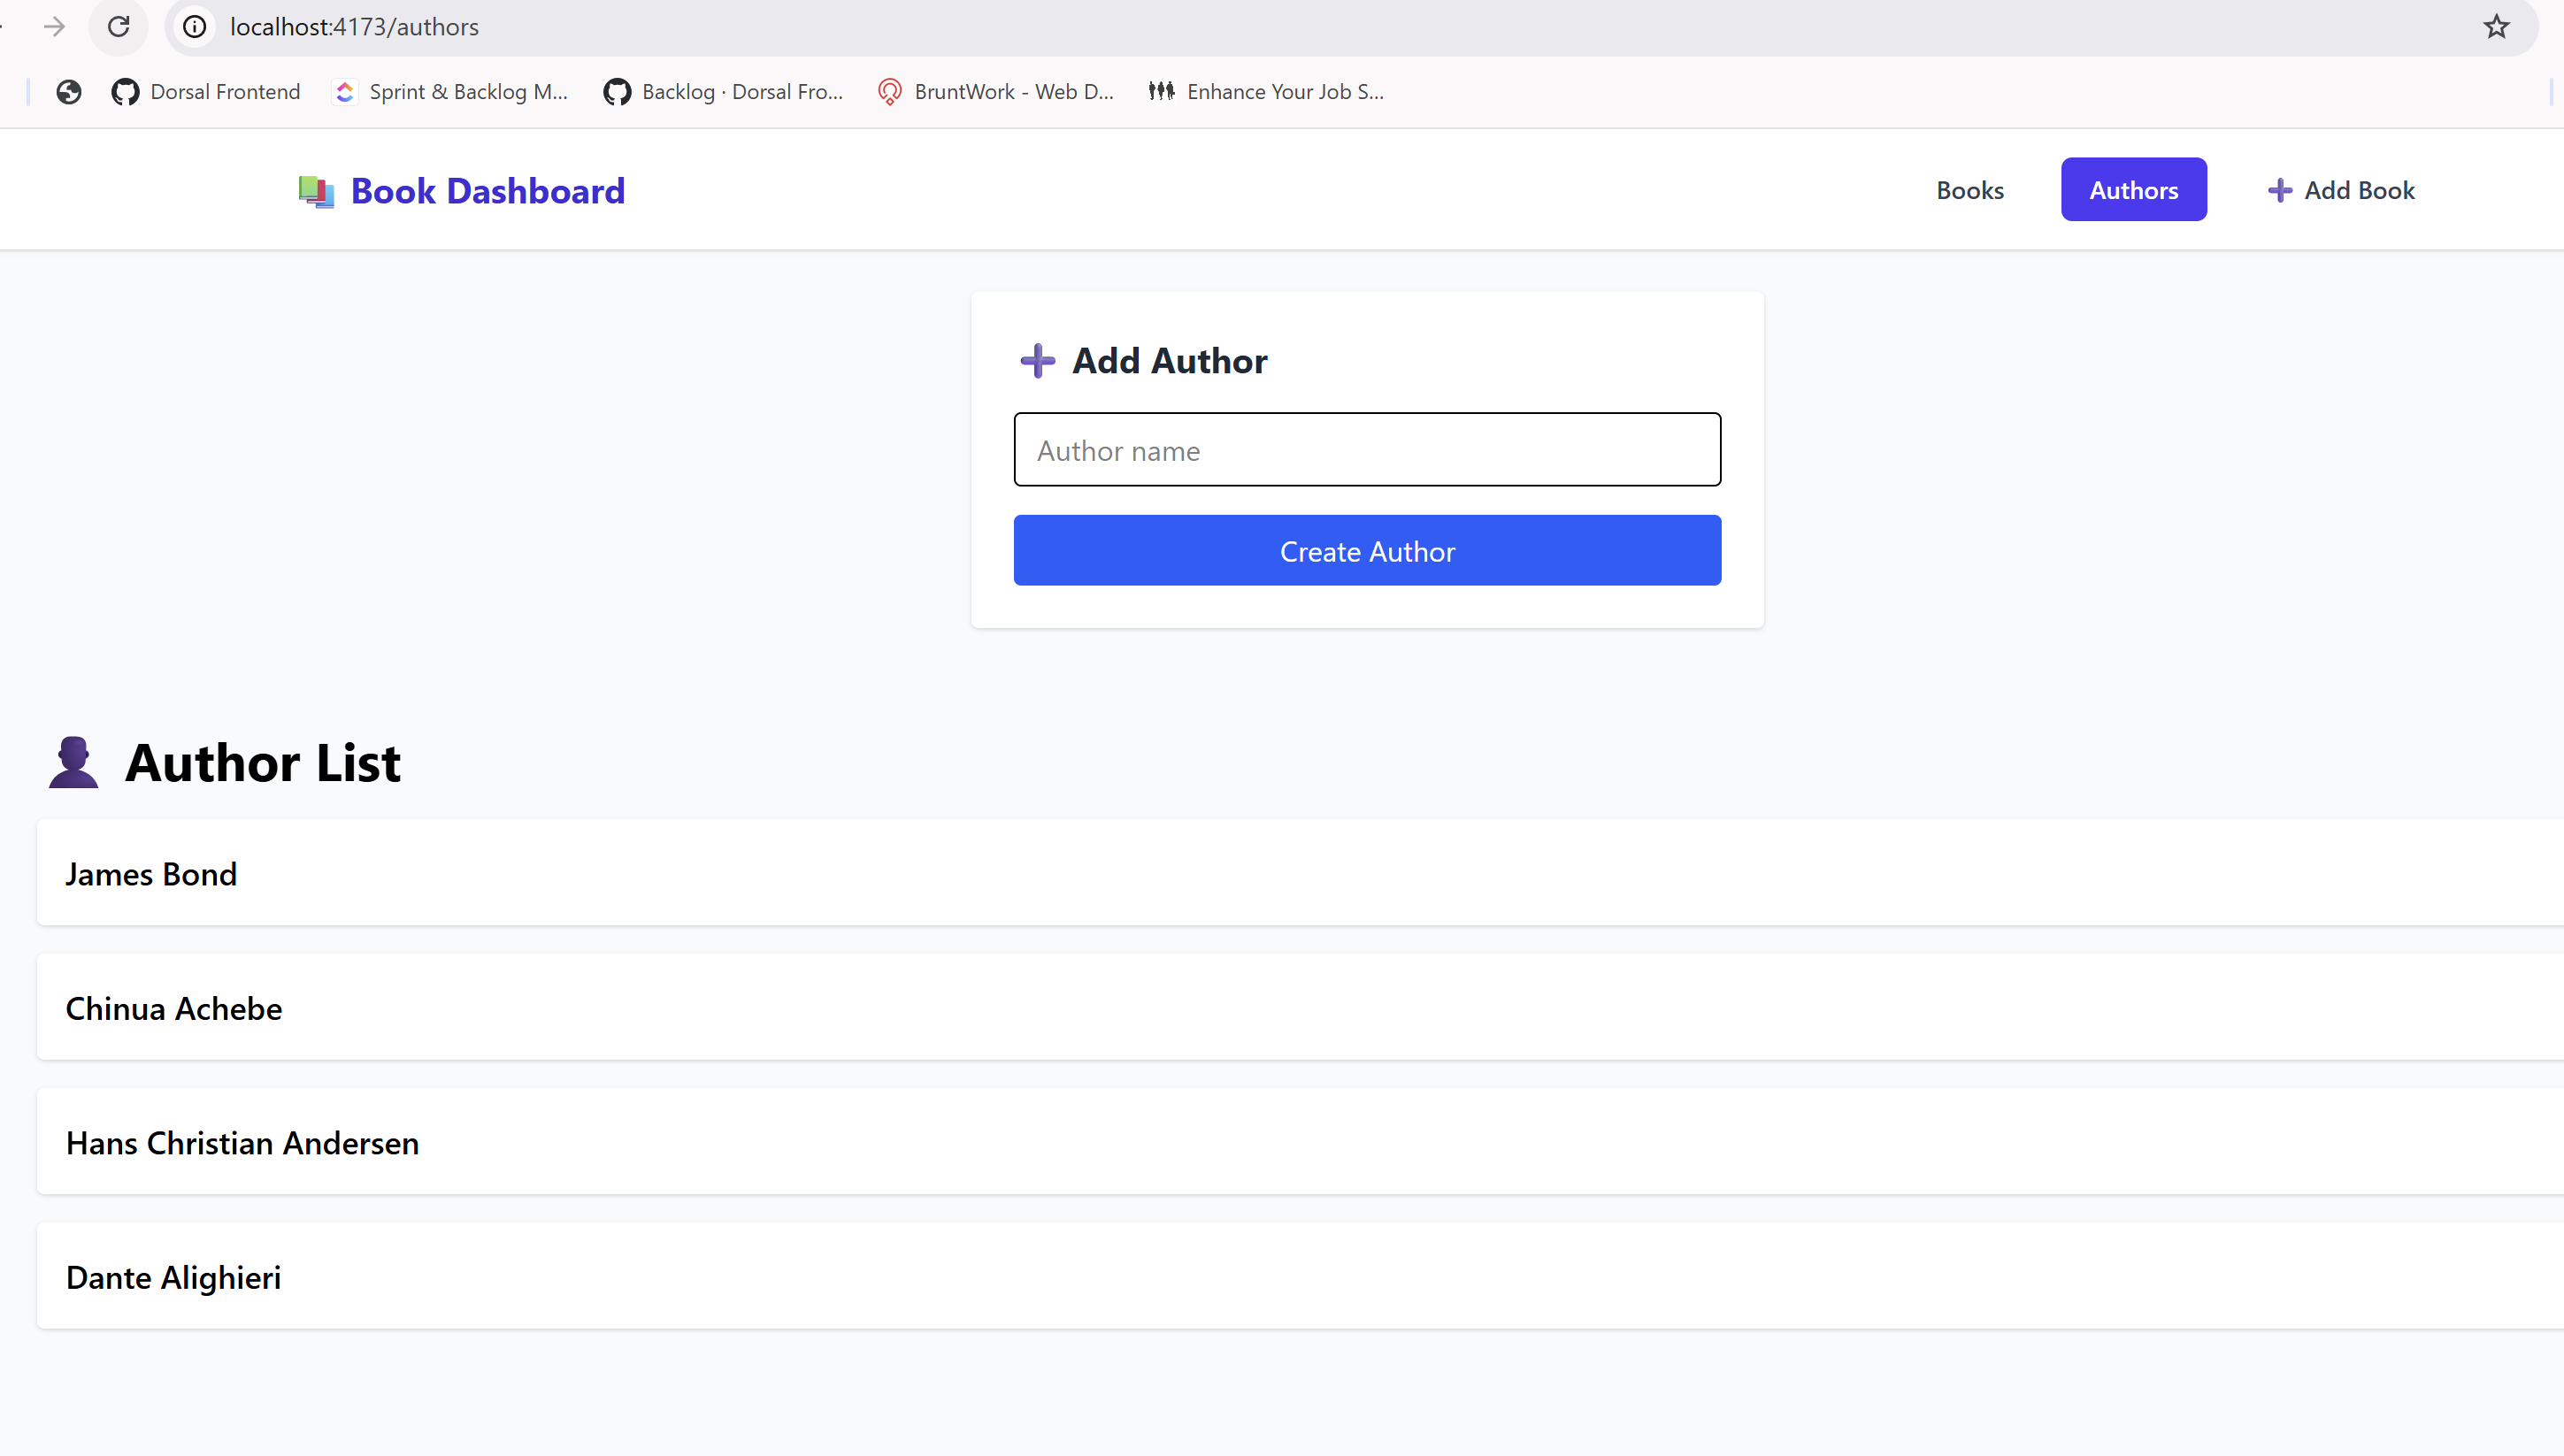 localhost:4173/authors
Dorsal Frontend Sprint & Backlog M... Backlog · Dorsal Fro... BruntWork - Web D... Enhance Your Job S...
Book Dashboard Books Authors Add Book
Add Author
Author name
Create Author
Author List
James Bond
Chinua Achebe
Hans Christian Andersen
Dante Alighieri